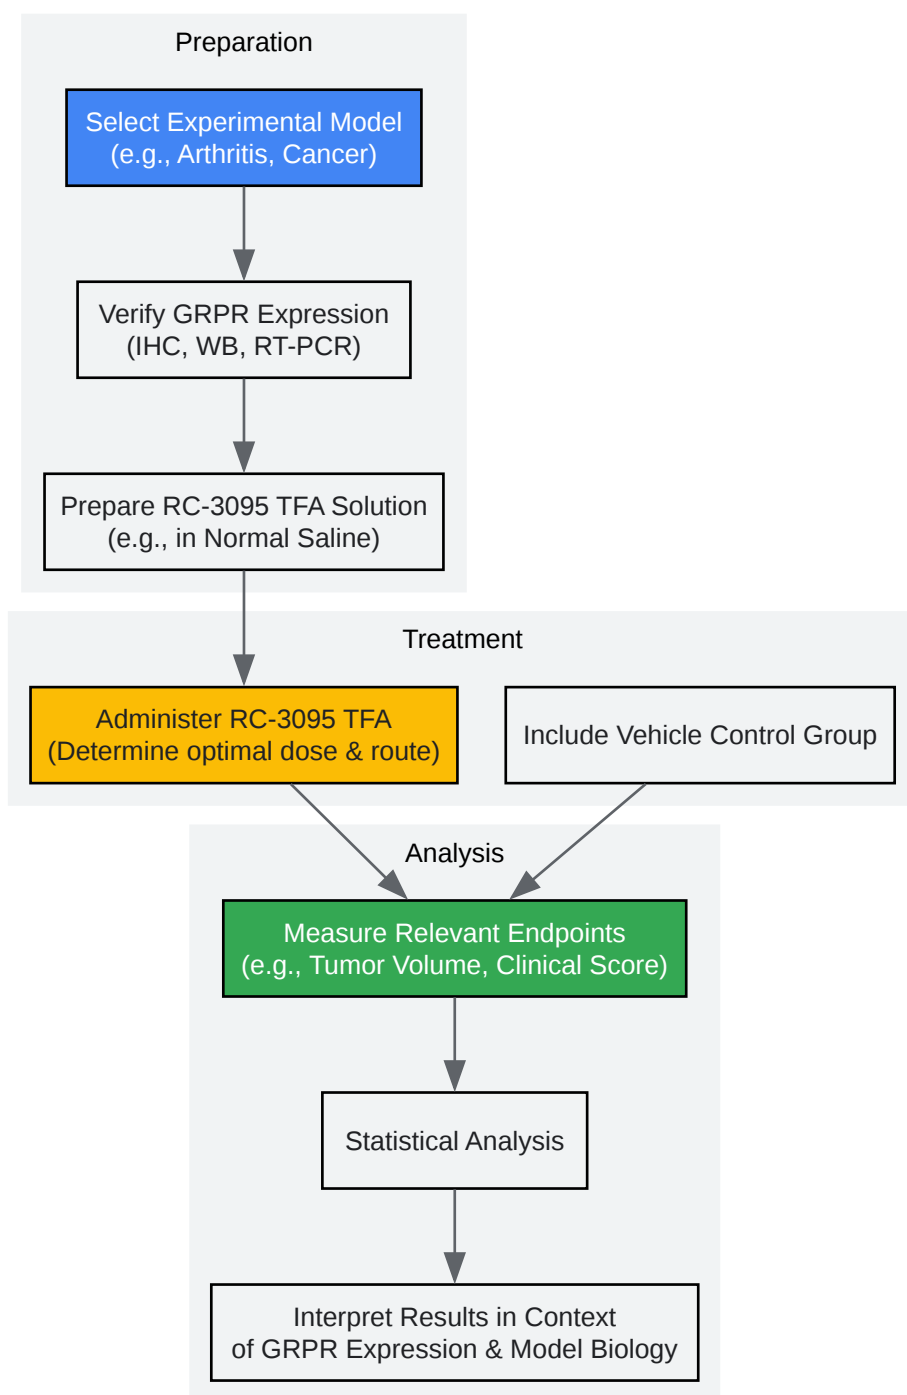 Preparation
Select Experimental Model
(e.g., Arthritis, Cancer)
Verify GRPR Expression
(IHC, WB, RT-PCR)
Prepare RC-3095 TFA Solution
(e.g., in Normal Saline)
Treatment
Administer RC-3095 TFA
(Determine optimal dose & route)
Include Vehicle Control Group
Analysis
Measure Relevant Endpoints
(e.g., Tumor Volume, Clinical Score)
Statistical Analysis
Interpret Results in Context
of GRPR Expression & Model Biology